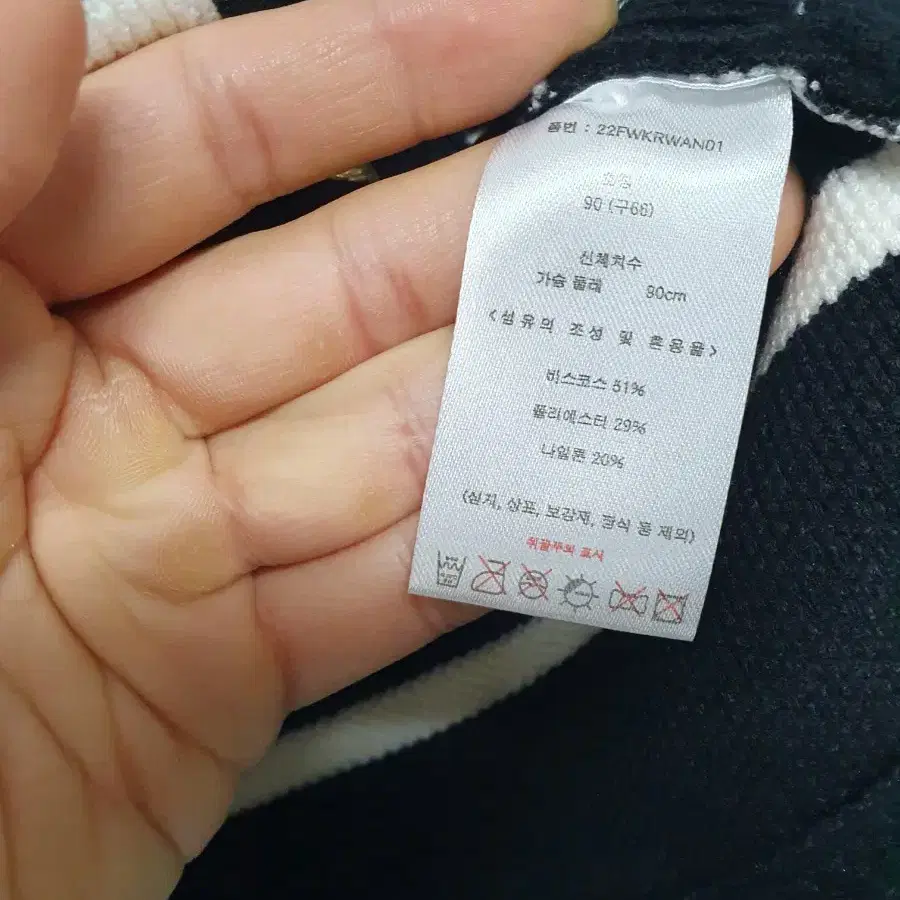 품번 : 22FWKRWAN01
호칭
90 (구66)
신체치수
가슴 둘레 90cm
<섬유의 조성 및 혼용율>
비스코스 51%
폴리에스터 29%
나일론 20%
(심지, 상표, 보강재, 장식 품 제외)
취급주의 표시